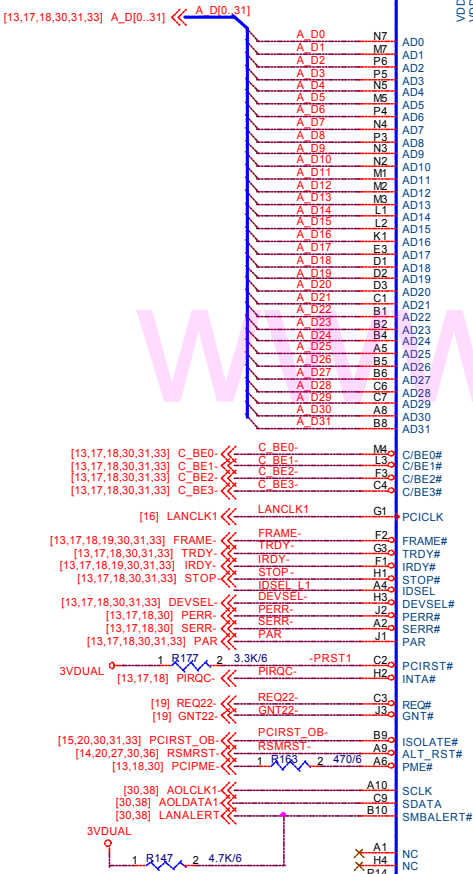 VDD
VDD
[13,17,18,30,31,33] A_D[0..31] A_D[0..31]
A_D0 N7 AD0
A_D1 M7 AD1
A_D2 P6 AD2
A_D3 P5 AD3
A_D4 N5 AD4
A_D5 M5 AD5
A_D6 P4 AD6
A_D7 N4 AD7
A_D8 P3 AD8
A_D9 N3 AD9
A_D10 N2 AD10
A_D11 M1 AD11
A_D12 M2 AD12
A_D13 M3 AD13
A_D14 L1 AD14
A_D15 L2 AD15
A_D16 K1 AD16
A_D17 E3 AD17
A_D18 D1 AD18
A_D19 D2 AD19
A_D20 D3 AD20
A_D21 C1 AD21
A_D22 B1 AD22
A_D23 B2 AD23
A_D24 B4 AD24
A_D25 A5 AD25
A_D26 B5 AD26
A_D27 B6 AD27
A_D28 C6 AD28
A_D29 C7 AD29
A_D30 A8 AD30
A_D31 B8 AD31
WW
[13,17,18,30,31,33] C_BE0- C_BE0- M4 C/BE0#
[13,17,18,30,31,33] C_BE1- C_BE1- L3 C/BE1#
[13,17,18,30,31,33] C_BE2- C_BE2- F3 C/BE2#
[13,17,18,30,31,33] C_BE3- C_BE3- C4 C/BE3#
[16] LANCLK1 LANCLK1 G1 PCICLK
[13,17,18,19,30,31,33] FRAME- FRAME- F2 FRAME#
[13,17,18,30,31,33] TRDY- TRDY- G3 TRDY#
[13,17,18,19,30,31,33] IRDY- IRDY- F1 IRDY#
[13,17,18,30,31,33] STOP- STOP- H1 STOP#
IDSEL_L1 A4 IDSEL
[13,17,18,30,31,33] DEVSEL- DEVSEL- H3 DEVSEL#
[13,17,18,30] PERR- PERR- J2 PERR#
[13,17,18,30] SERR- SERR- A2 SERR#
[13,17,18,30,31,33] PAR PAR J1 PAR
3VDUAL 1 R177 2 3.3K/6 -PRST1 C2 PCIRST#
[13,17,18] PIRQC- PIRQC- H2 INTA#
[19] REQ22- REQ22- C3 REQ#
[19] GNT22- GNT22- J3 GNT#
[15,20,30,31,33] PCIRST_OB- PCIRST_OB- B9 ISOLATE#
[14,20,27,30,36] RSMRST- RSMRST- A9 ALT_RST#
[13,18,30] PCIPME- 1 R163 2 470/6 A6 PME#
[30,38] AOLCLK1 A10 SCLK
[30,38] AOLDATA1 C9 SDATA
[30,38] LANALERT B10 SMBALERT#
3VDUAL
1 R147 2 4.7K/6
A1 NC
H4 NC
P14